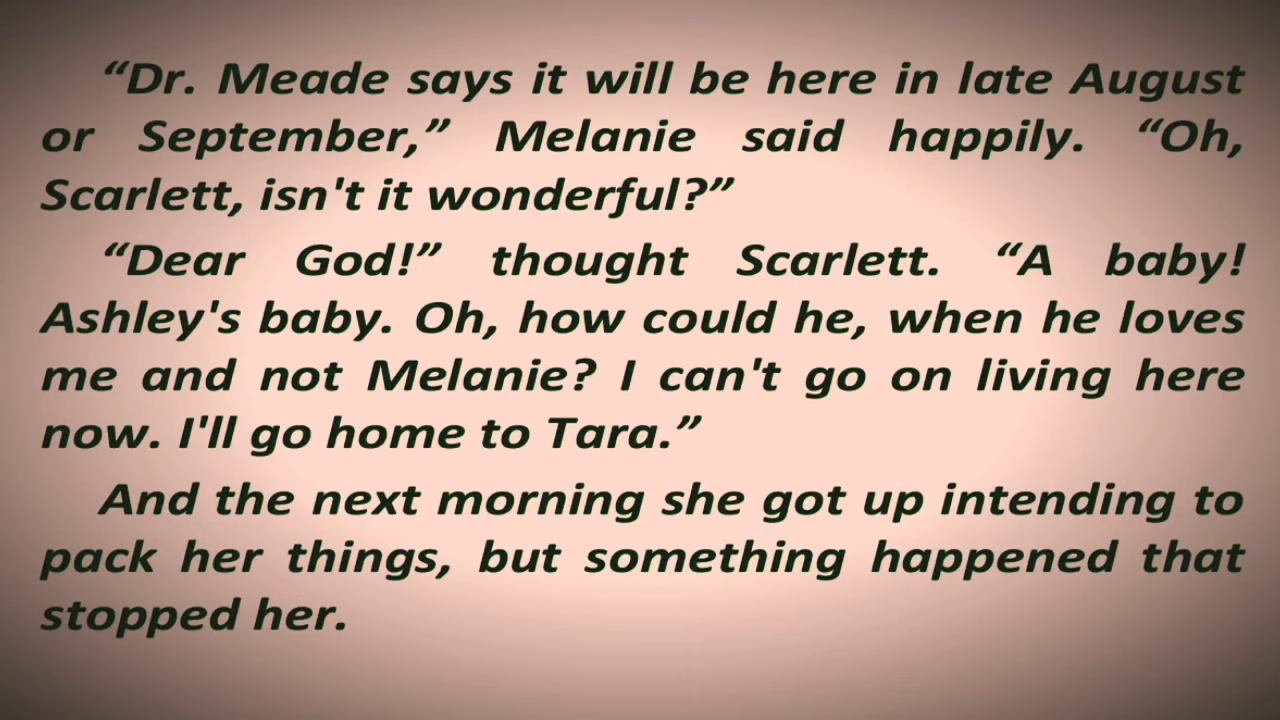 “Dr. Meade says it will be here in late August
or September,” Melanie said happily. “Oh,
Scarlett, isn't it wonderful?”
“Dear God!” thought Scarlett. “A baby!
Ashley's baby. Oh, how could he, when he loves
me and not Melanie? I can't go on living here
now. I'll go home to Tara.”
And the next morning she got up intending to
pack her things, but something happened that
stopped her.